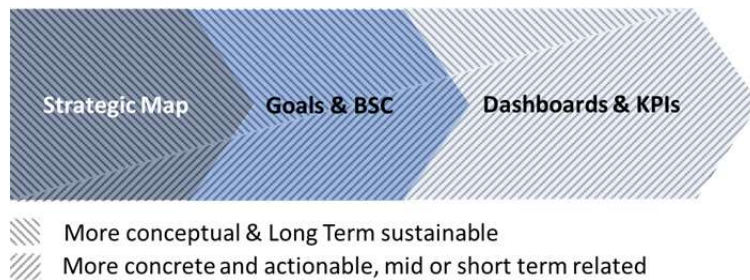 Strategic Map
Goals & BSC
Dashboards & KPIs
More conceptual & Long Term sustainable
More concrete and actionable, mid or short term related